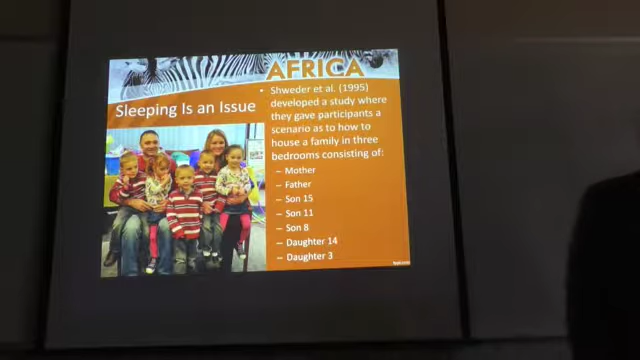 AFRICA
Sleeping Is an Issue
• Shweder et al. (1995)
developed a study where
they gave participants a
scenario as to how to
house a family in three
bedrooms consisting of:
– Mother
– Father
– Son 15
– Son 11
– Son 8
– Daughter 14
– Daughter 3